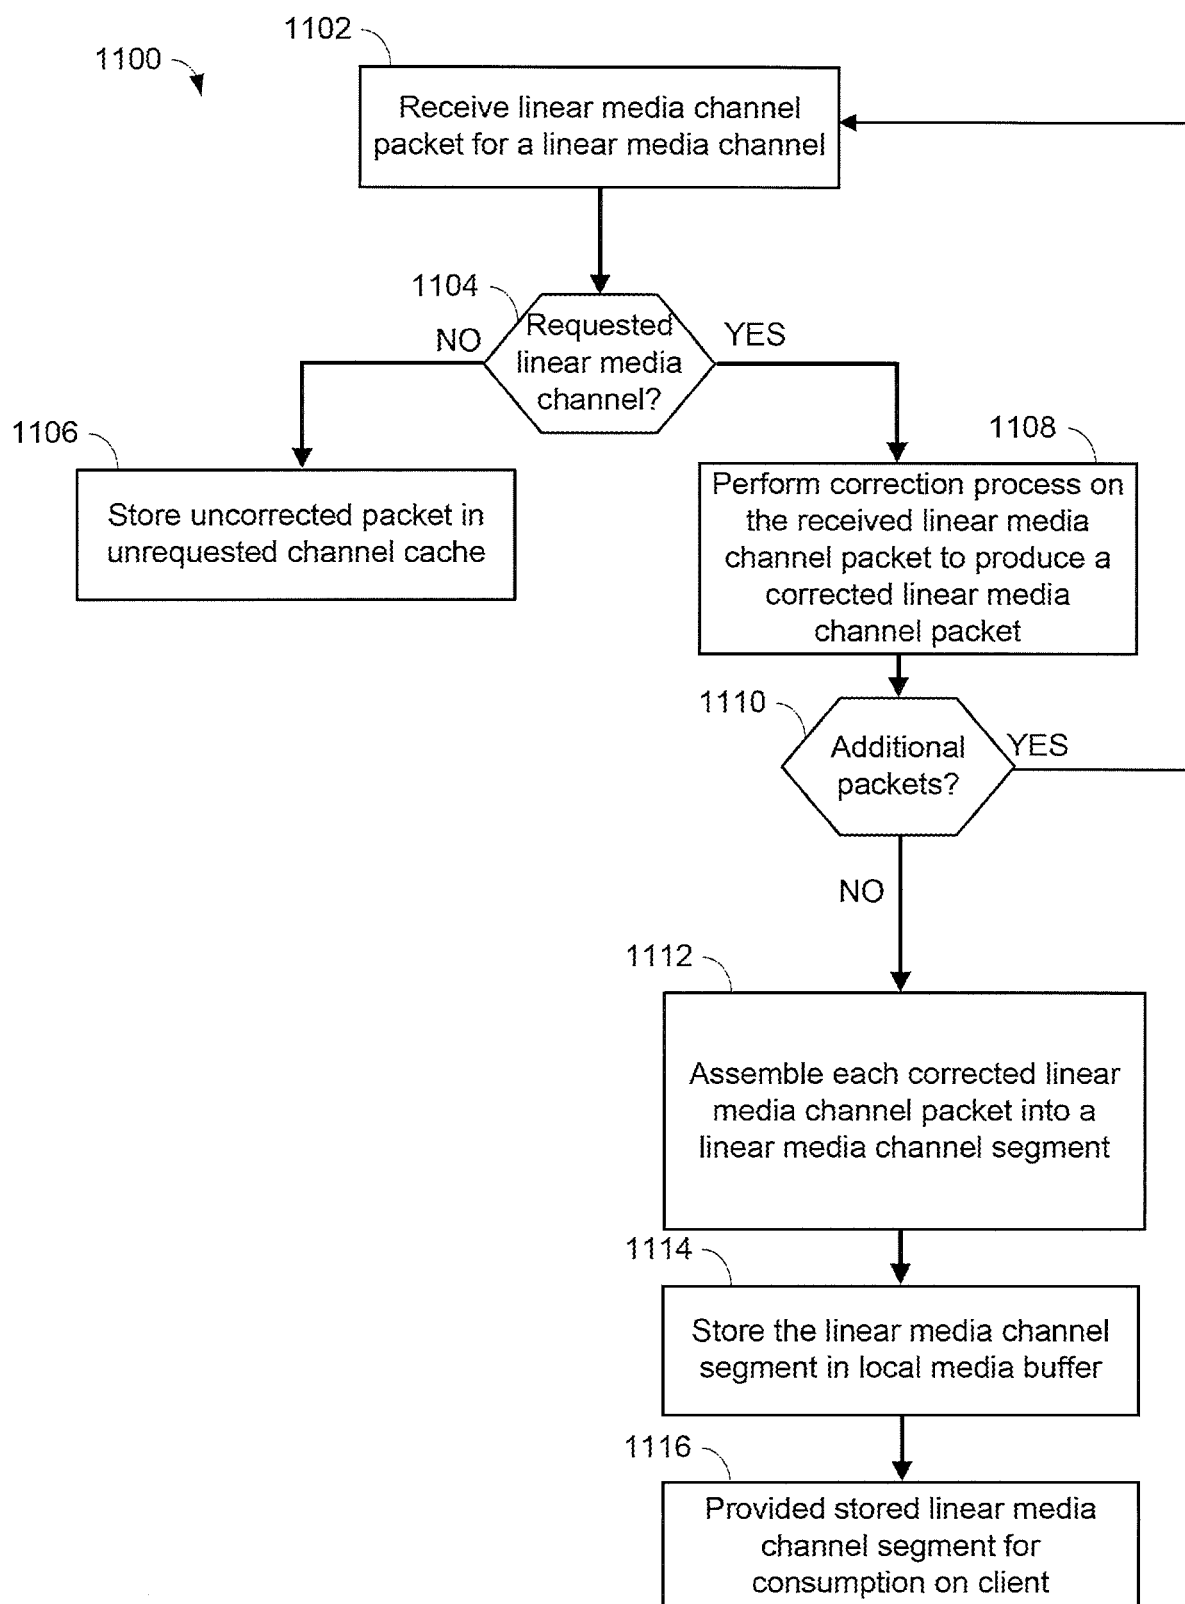 1100
1102
Receive linear media channel
packet for a linear media channel
1104
NO
Requested
linear media
channel?
YES
1106
Store uncorrected packet in
unrequested channel cache
1108
Perform correction process on
the received linear media
channel packet to produce a
corrected linear media
channel packet
1110
Additional
packets?
YES
NO
1112
Assemble each corrected linear
media channel packet into a
linear media channel segment
1114
Store the linear media channel
segment in local media buffer
1116
Provided stored linear media
channel segment for
consumption on client